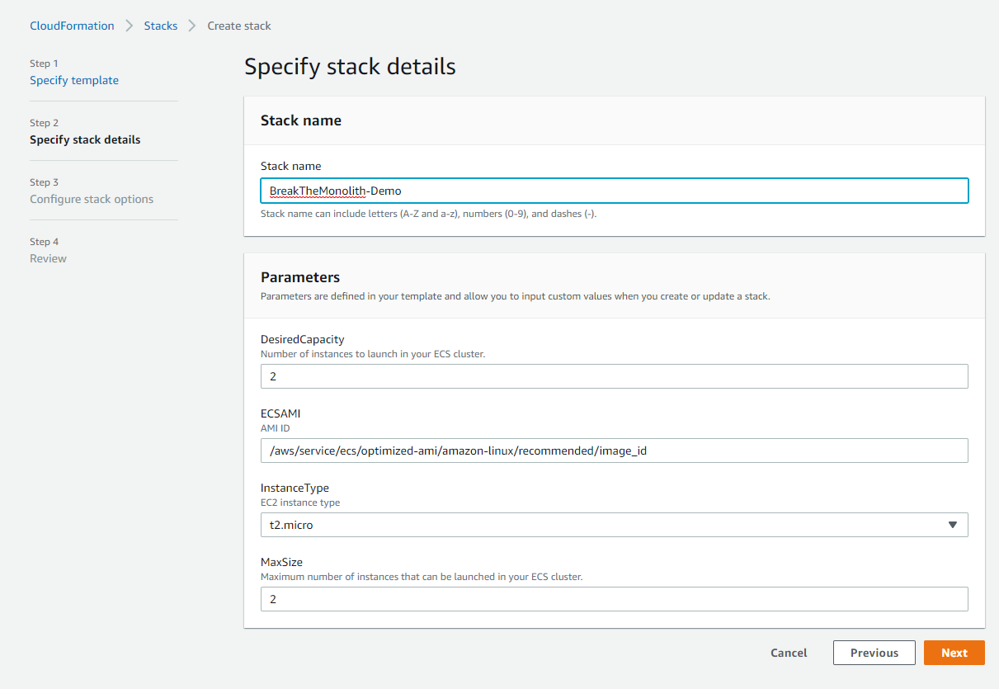 CloudFormation > Stacks > Create stack
Step 1
Specify template
Step 2
Specify stack details
Step 3
Configure stack options
Step 4
Review
Specify stack details
Stack name
Stack name
BreakTheMonolith-Demo
Stack name can include letters (A-Z and a-z), numbers (0-9), and dashes (-).
Parameters
Parameters are defined in your template and allow you to input custom values when you create or update a stack.
DesiredCapacity
Number of instances to launch in your ECS cluster.
2
ECSAMI
AMI ID
/aws/service/ecs/optimized-ami/amazon-linux/recommended/image_id
InstanceType
EC2 instance type
t2.micro
MaxSize
Maximum number of instances that can be launched in your ECS cluster.
2
Cancel Previous Next